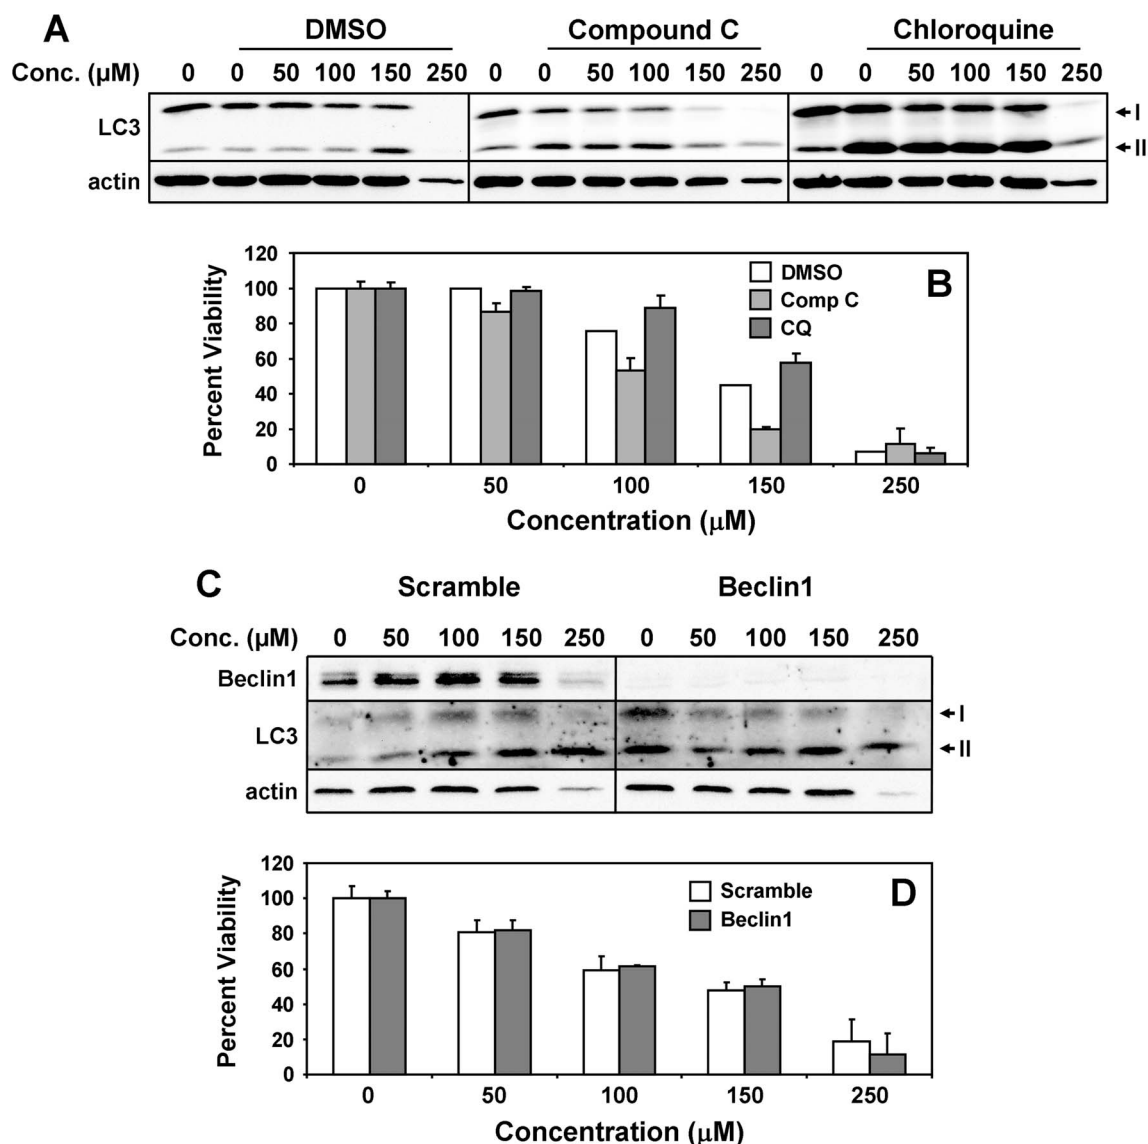 A
DMSO Compound C Chloroquine
Conc. (µM) 0 0 50 100 150 250 0 0 50 100 150 250 0 0 50 100 150 250
LC3
I
II
actin
B
120
100
80
60
40
20
0
Percent Viability
DMSO
Comp C
CQ
0 50 100 150 250
Concentration (µM)
C
Scramble Beclin1
Conc. (µM) 0 50 100 150 250 0 50 100 150 250
Beclin1
LC3
I
II
actin
D
120
100
80
60
40
20
0
Percent Viability
Scramble
Beclin1
0 50 100 150 250
Concentration (µM)